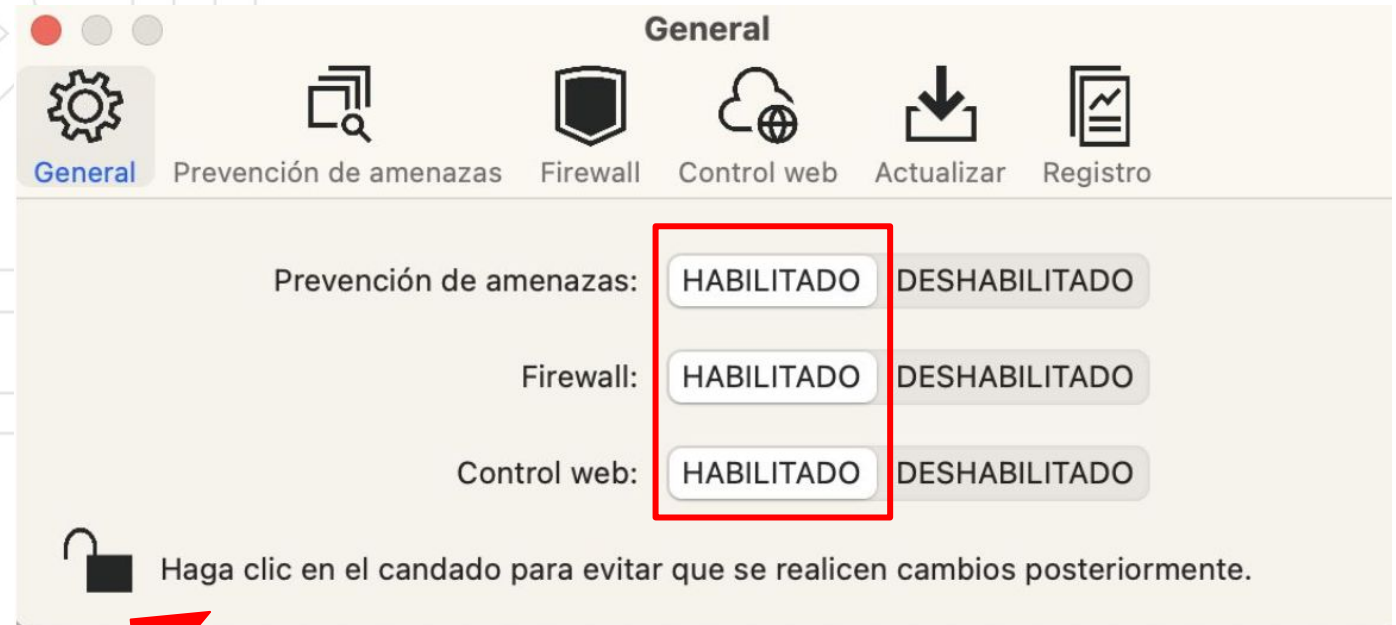 General
General Prevención de amenazas Firewall Control web Actualizar Registro
Prevención de amenazas: HABILITADO DESHABILITADO
Firewall: HABILITADO DESHABILITADO
Control web: HABILITADO DESHABILITADO
Haga clic en el candado para evitar que se realicen cambios posteriormente.